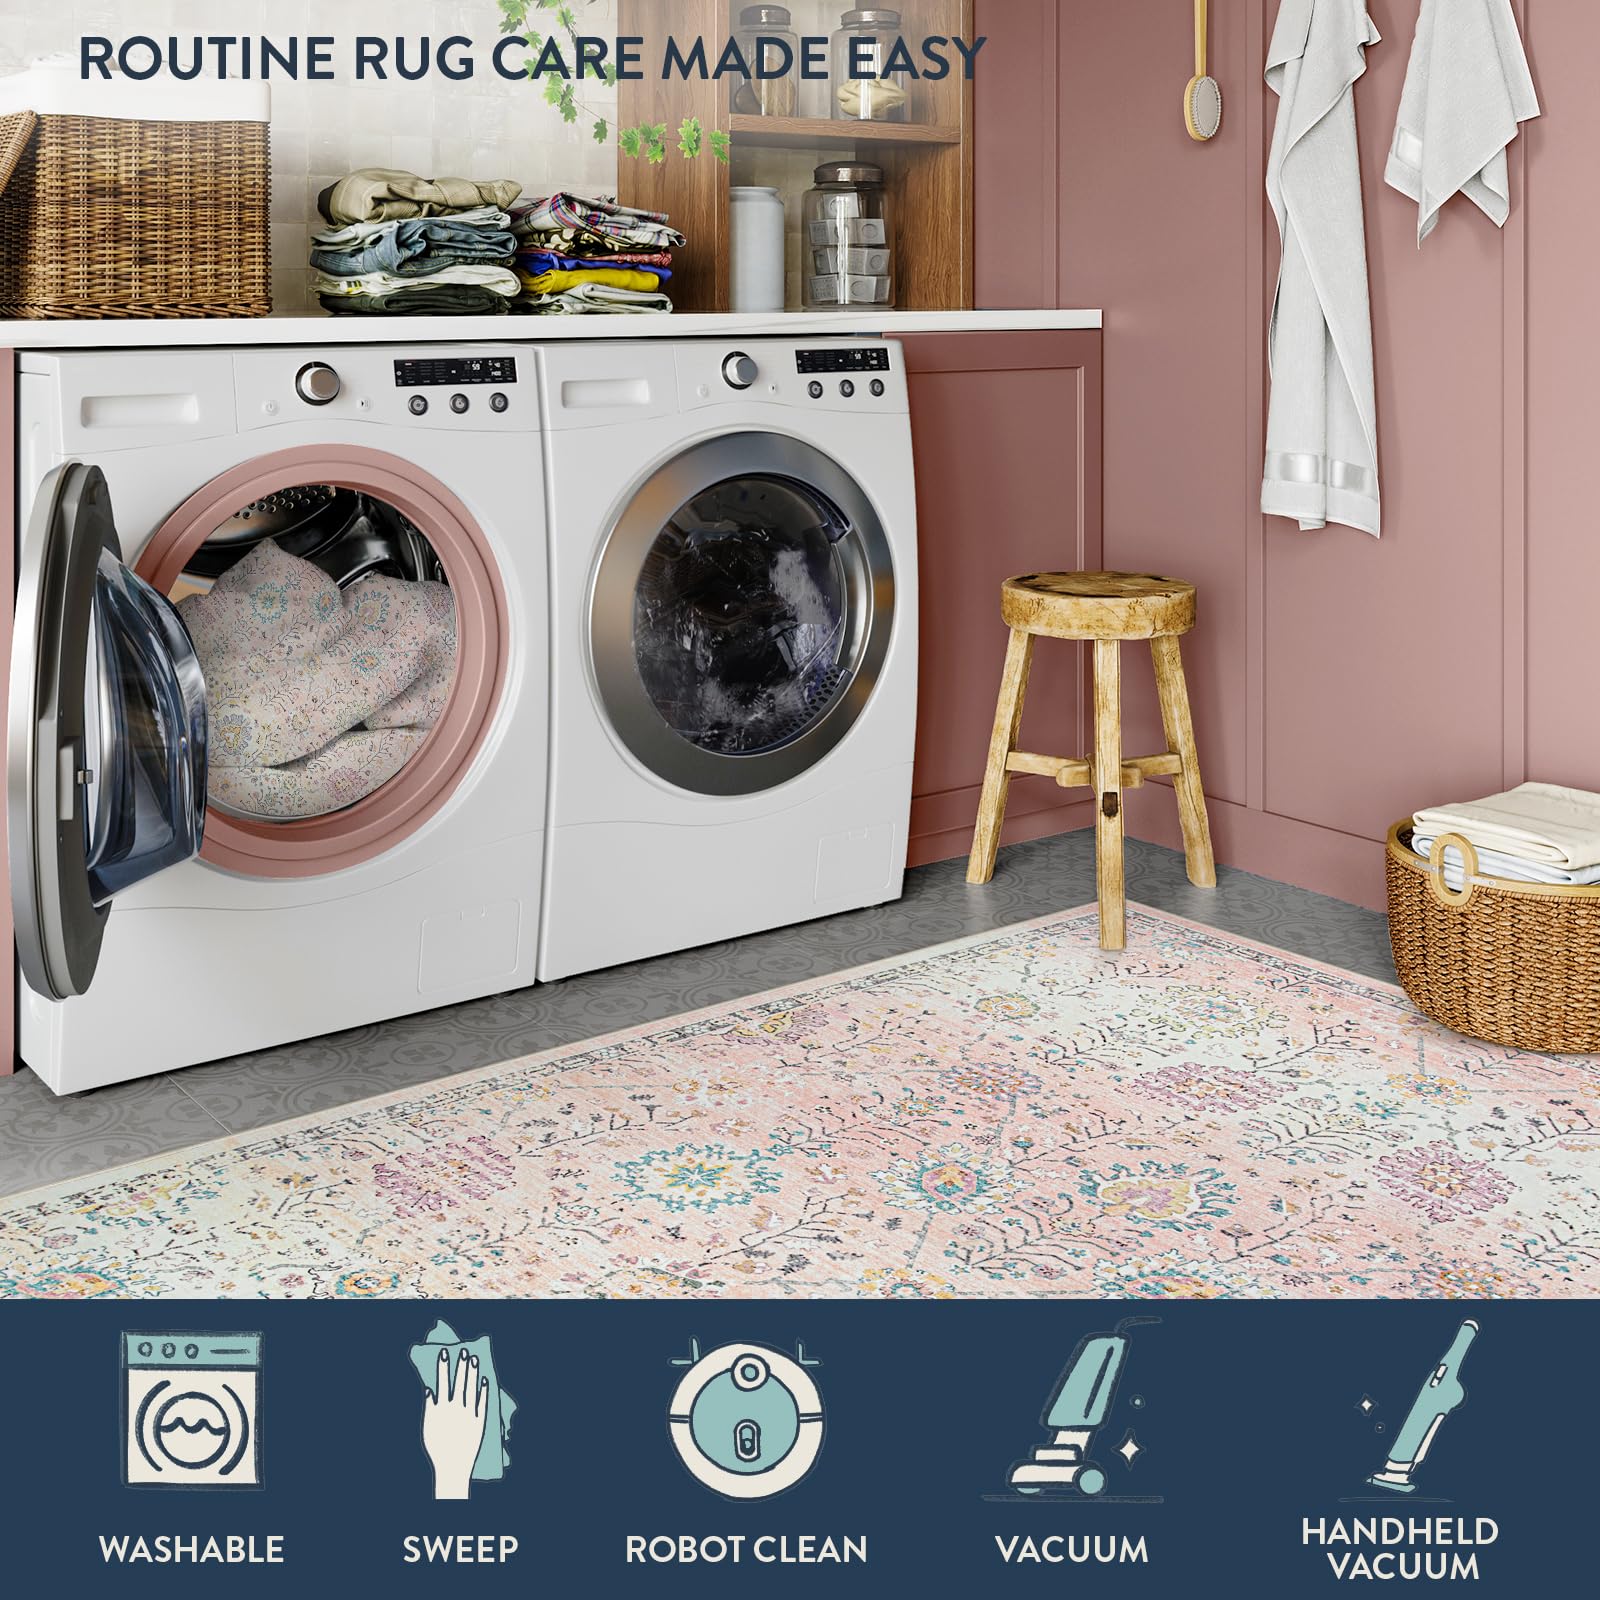 ROUTINE RUG CARE MADE EASY
WASHABLE
SWEEP
ROBOT CLEAN
VACUUM
HANDHELD
VACUUM